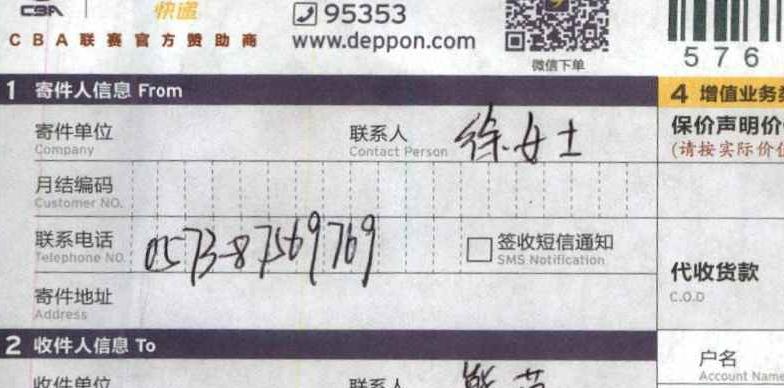 CBA 快递 95353
CBA联赛官方赞助商 www.deppon.com
微信下单 576
1 寄件人信息 From
4 增值业务
寄件单位 Company
联系人 Contact Person 徐女士
保价声明价
(请按实际价
月结编码 Customer NO.
联系电话 Telephone NO. 0573-87569769
签收短信通知 SMS Notification
代收货款 C.O.D
寄件地址 Address
2 收件人信息 To
户名 Account Name
收件单位 联系人